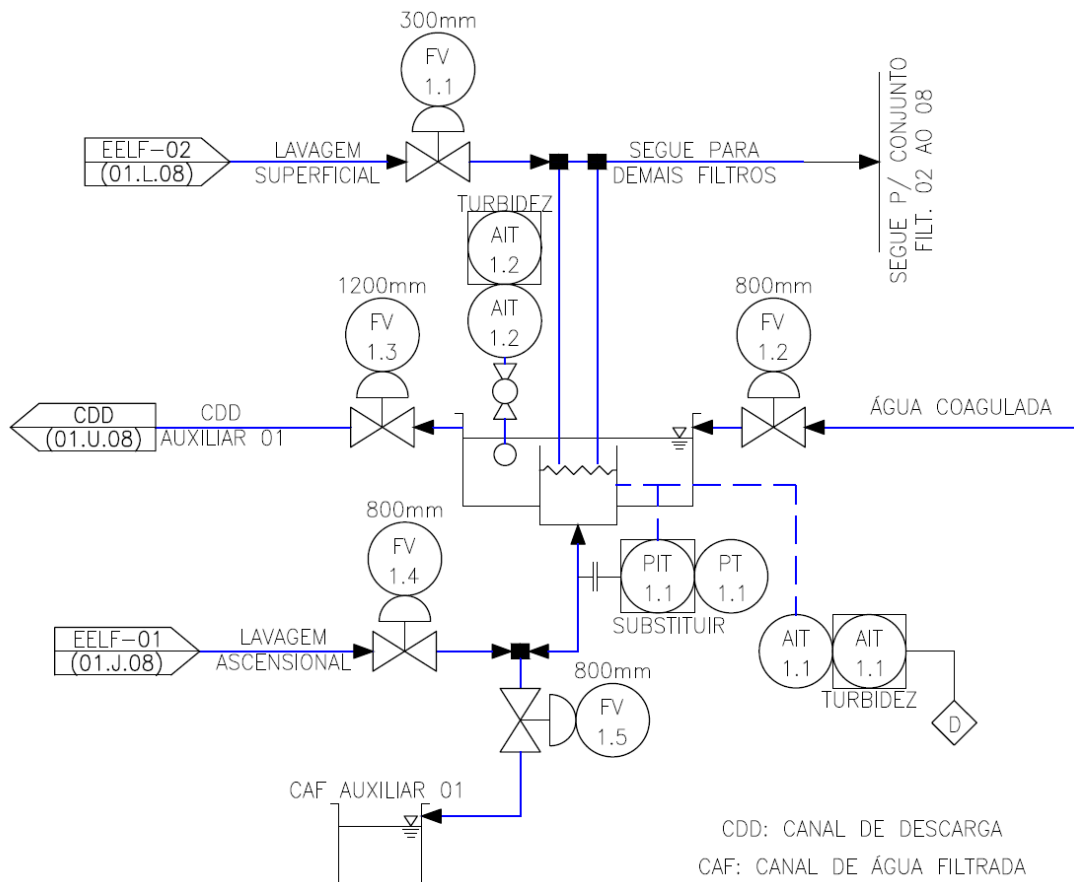 300mm
FV
1.1
EELF-02
(01.L.08)
LAVAGEM
SUPERFICIAL
SEGUE PARA
DEMAIS FILTROS
SEGUE P/ CONJUNTO
FILT. 02 AO 08
TURBIDEZ
AIT
1.2
AIT
1.2
1200mm
FV
1.3
800mm
FV
1.2
CDD
(01.U.08)
CDD
AUXILIAR 01
ÁGUA COAGULADA
800mm
FV
1.4
PIT
1.1
PT
1.1
SUBSTITUIR
EELF-01
(01.J.08)
LAVAGEM
ASCENSIONAL
AIT
1.1
AIT
1.1
TURBIDEZ
D
800mm
FV
1.5
CAF AUXILIAR 01
CDD: CANAL DE DESCARGA
CAF: CANAL DE ÁGUA FILTRADA